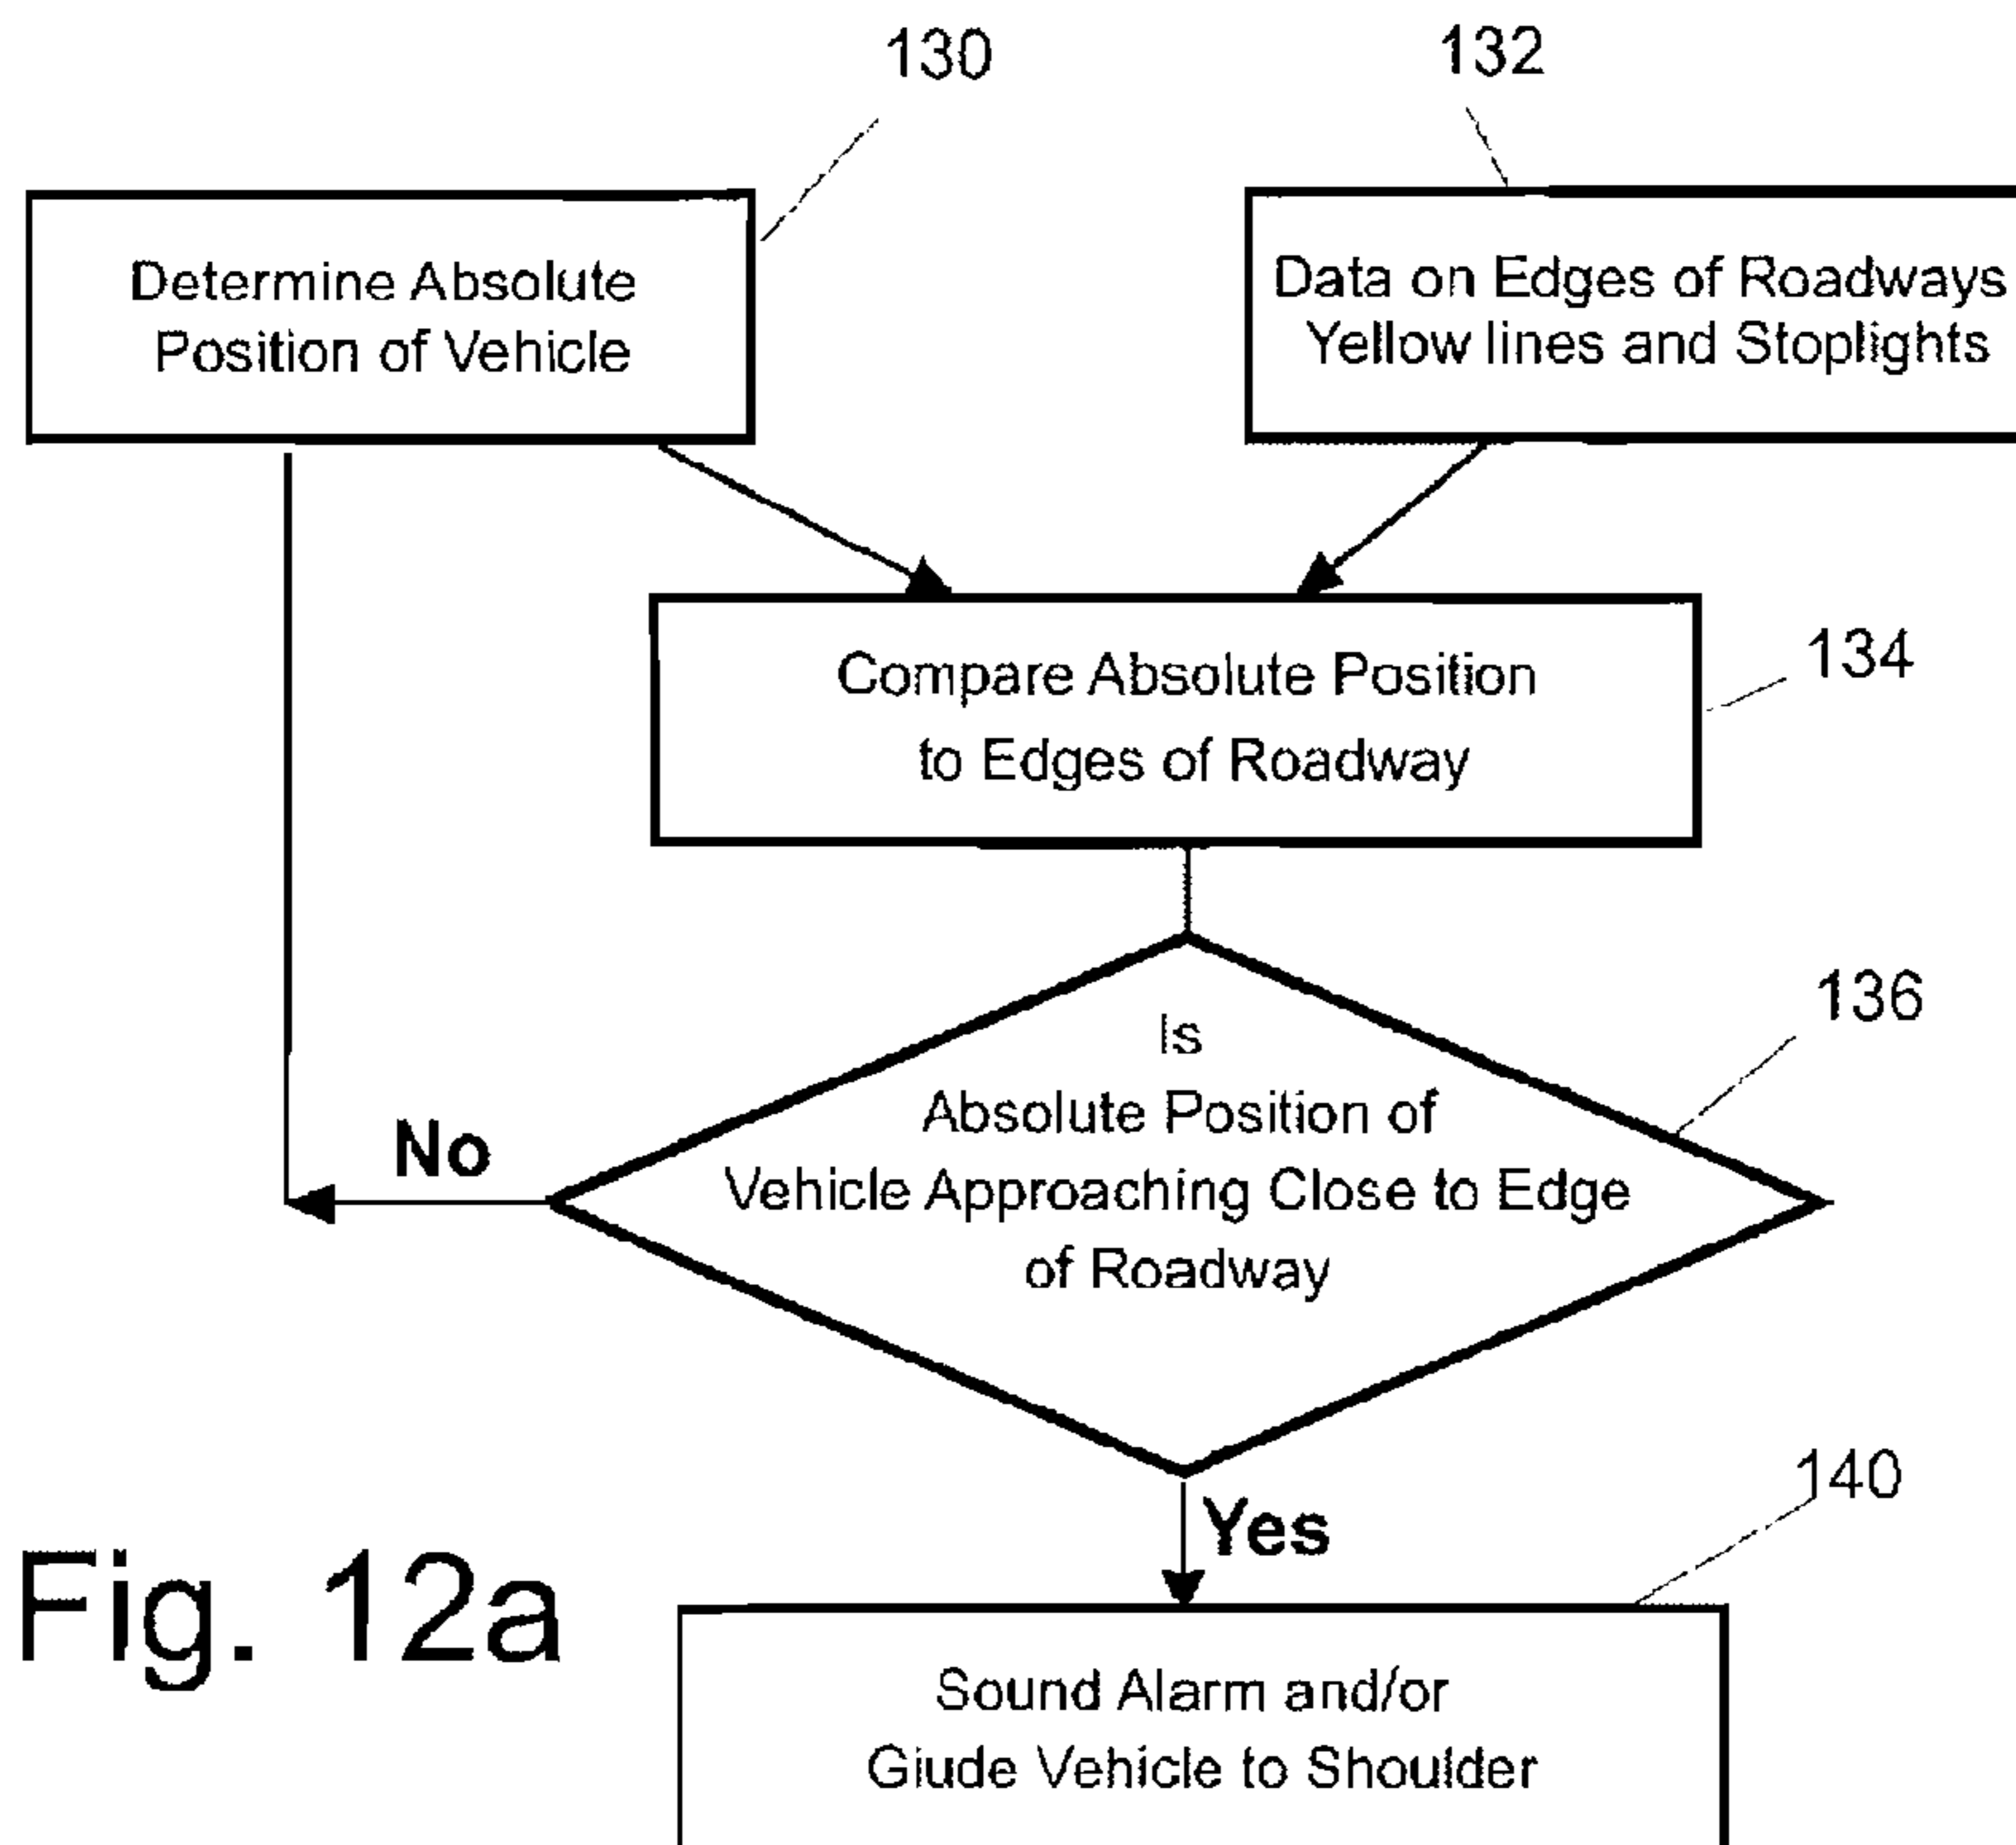 130
132
Determine Absolute
Position of Vehicle
Data on Edges of Roadways
Yellow lines and Stoplights
Compare Absolute Position
to Edges of Roadway
134
136
Is
Absolute Position of
Vehicle Approaching Close to Edge
of Roadway
No
Yes
140
Fig. 12a
Sound Alarm and/or
Giude Vehicle to Shoulder